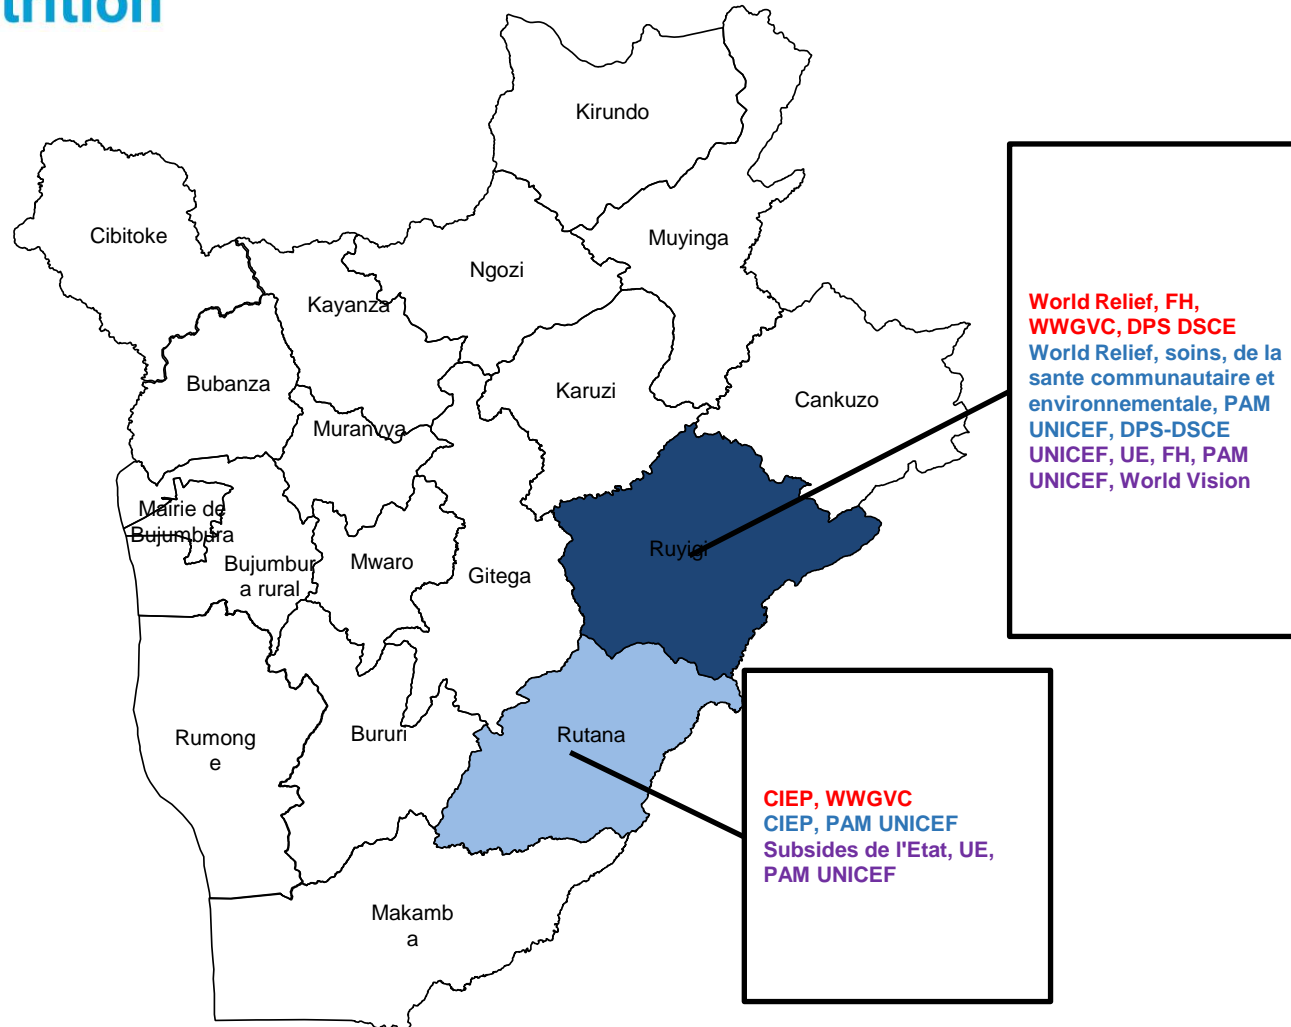 trition
Kirundo
Cibitoke
Muyinga
Ngozi
Kayanza
World Relief, FH,
WWGVC, DPS DSCE
World Relief, soins, de la
sante communautaire et
environnementale, PAM
UNICEF, DPS-DSCE
UNICEF, UE, FH, PAM
UNICEF, World Vision
Bubanza
Karuzi
Cankuzo
Muramvya
Mairie de
Bujumbura
Bujumbur
a rural
Mwaro
Gitega
Ruyigi
Rumong
e
Bururi
Rutana
CIEP, WWGVC
CIEP, PAM UNICEF
Subsides de l'Etat, UE,
PAM UNICEF
Makamb
a